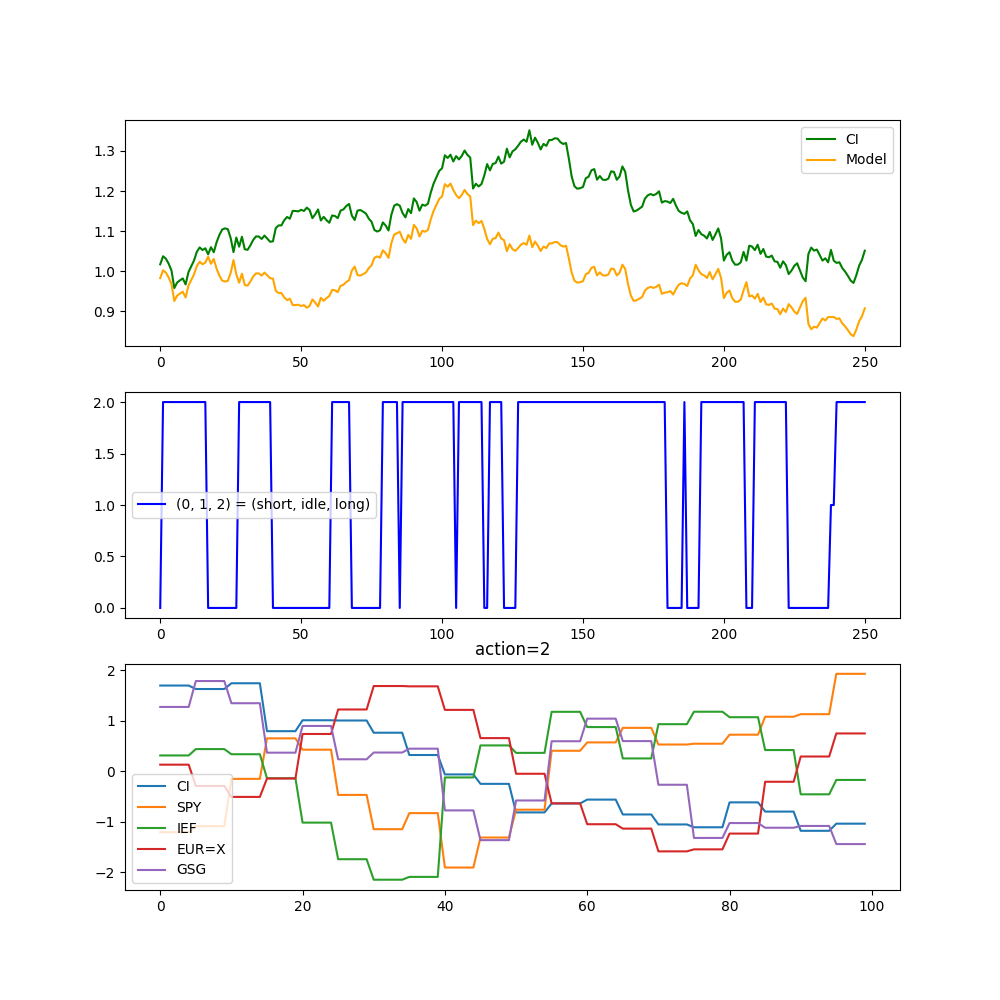 1.3
1.2
1.1
1.0
0.9
CI
Model
0 50 100 150 200 250
2.0
1.5
1.0
0.5
0.0
(0, 1, 2) = (short, idle, long)
0 50 100 150 200 250
action=2
2
1
0
−1
−2
CI
SPY
IEF
EUR=X
GSG
0 20 40 60 80 100